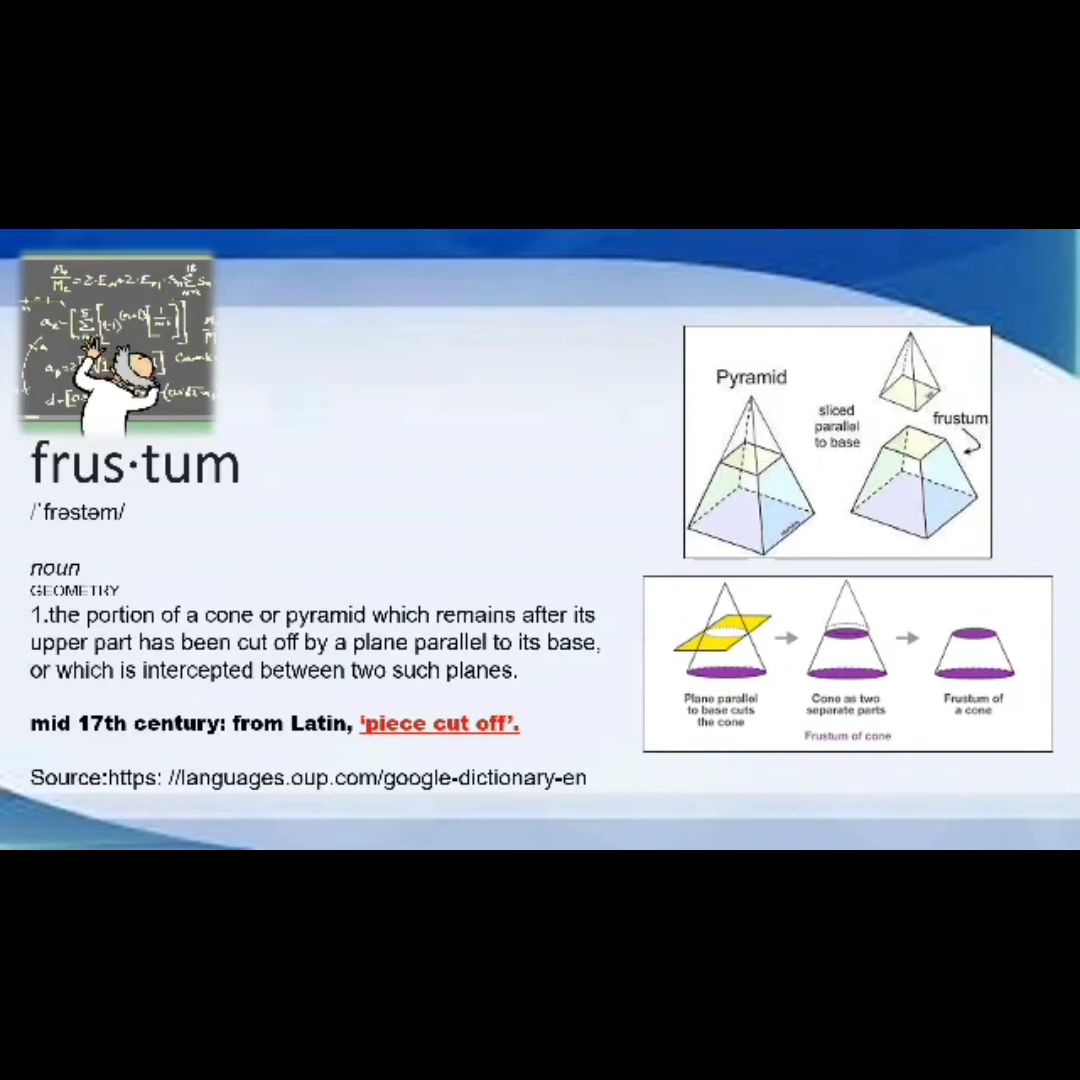 frus·tum
/ˈfrəstəm/
noun
GEOMETRY
1.the portion of a cone or pyramid which remains after its
upper part has been cut off by a plane parallel to its base,
or which is intercepted between two such planes.
mid 17th century: from Latin, ‘piece cut off’.
Source:https: //languages.oup.com/google-dictionary-en
Pyramid
sliced
parallel
to base
frustum
Plane parallel
to base cuts
the cone
Cone as two
separate parts
Frustum of
a cone
Frustum of cone